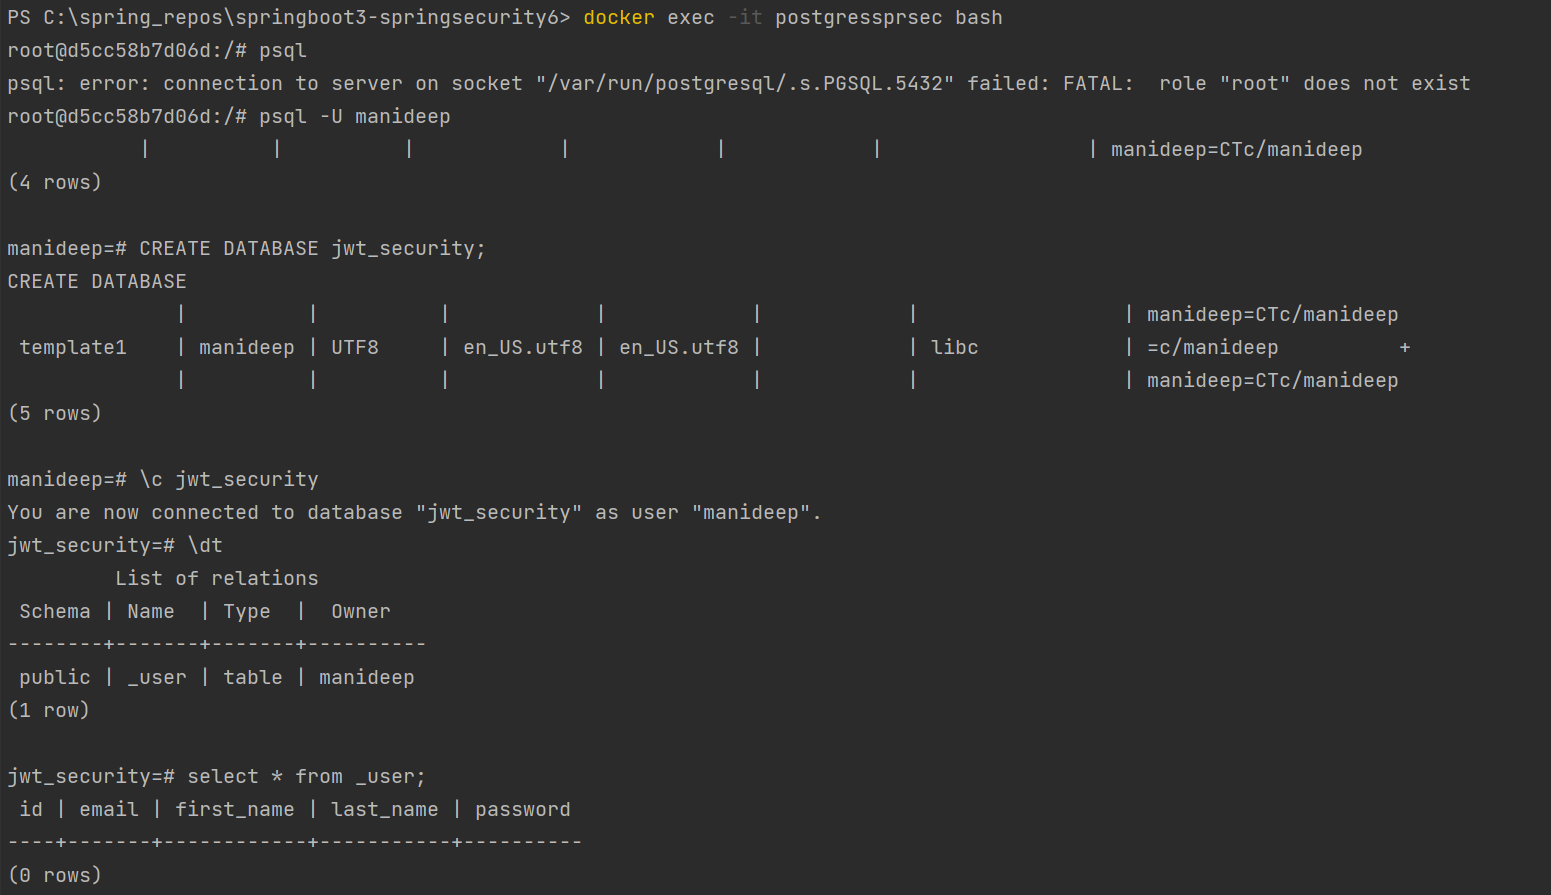 PS C:\spring_repos\springboot3-springsecurity6> docker exec -it postgressprsec bash
root@d5cc58b7d06d:/# psql
psql: error: connection to server on socket "/var/run/postgresql/.s.PGSQL.5432" failed: FATAL:  role "root" does not exist
root@d5cc58b7d06d:/# psql -U manideep
           |          |          |            |            |            |                 | manideep=CTc/manideep
(4 rows)

manideep=# CREATE DATABASE jwt_security;
CREATE DATABASE
              |          |          |            |            |            |                 | manideep=CTc/manideep
 template1    | manideep | UTF8     | en_US.utf8 | en_US.utf8 |            | libc            | =c/manideep          +
              |          |          |            |            |            |                 | manideep=CTc/manideep
(5 rows)

manideep=# \c jwt_security
You are now connected to database "jwt_security" as user "manideep".
jwt_security=# \dt
         List of relations
 Schema | Name  | Type  |  Owner
--------+-------+-------+----------
 public | _user | table | manideep
(1 row)

jwt_security=# select * from _user;
 id | email | first_name | last_name | password
----+-------+------------+-----------+----------
(0 rows)